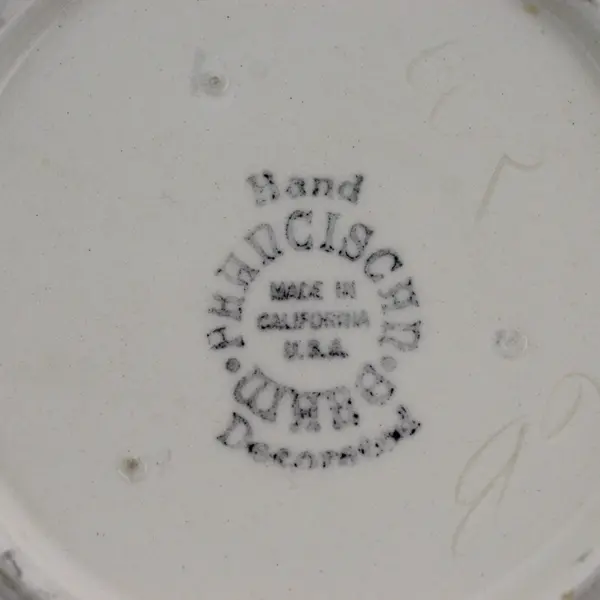 Hand
FRANCISCAN
MADE IN
CALIFORNIA
U.S.A.
WARE
Decorated